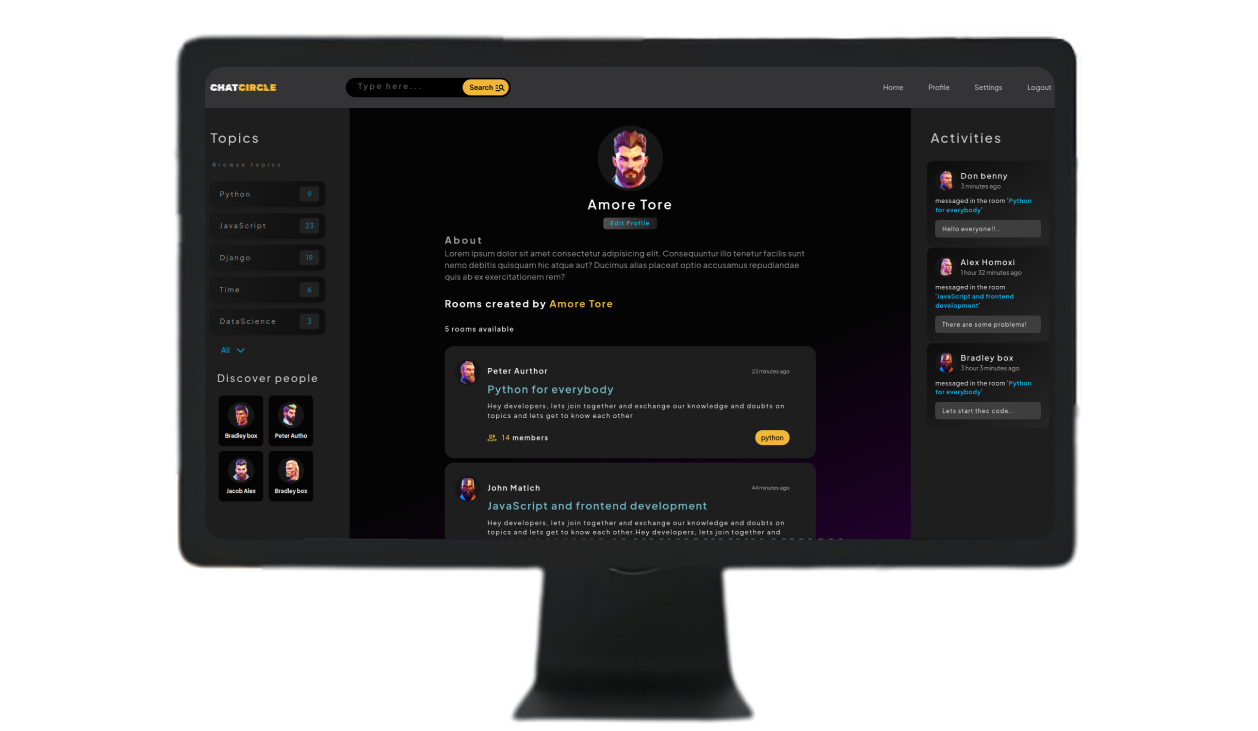 CHATCIRCLE
Type here...
Search
Home
Profile
Settings
Logout
Topics
Browse topics
Python 9
JavaScript 23
Django 19
Time 6
DataScience 3
All
Discover people
Bradley box
Peter Autho
Jacob Alex
Bradley box
Amore Tore
Edit Profile
About
Lorem ipsum dolor sit amet consectetur adipisicing elit. Consequuntur illo tenetur facilis sunt
nemo debitis quisquam hic atque aut? Ducimus alias placeat optio accusamus repudiandae
quis ab ex exercitationem rem?
Rooms created by Amore Tore
5 rooms available
Peter Aurthor
23 minutes ago
Python for everybody
Hey developers, lets join together and exchange our knowledge and doubts on
topics and lets get to know each other
14 members
python
John Matich
44 minutes ago
JavaScript and frontend development
Hey developers, lets join together and exchange our knowledge and doubts on
topics and lets get to know each other.Hey developers, lets join together and
Activities
Don benny
3 minutes ago
messaged in the room 'Python
for everybody'
Hello everyone!!..
Alex Homoxi
1 hour 32 minutes ago
messaged in the room
'JavaScript and frontend
development'
There are some problems!
Bradley box
3 hour 3 minutes ago
messaged in the room 'Python
for everybody'
Lets start thec code..